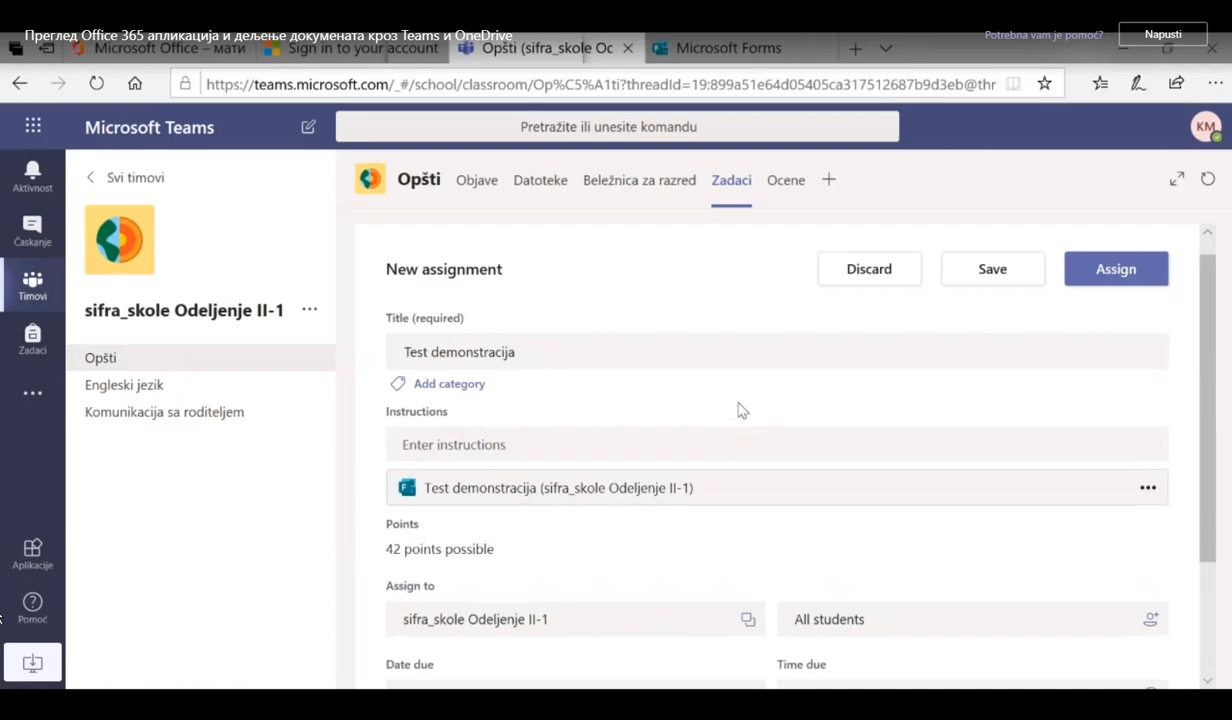 Преглед Office 365 апликација и дељење докумената кроз Teams и OneDrive
Potrebna vam je pomoć?
Napusti
Microsoft Office – мати
Sign in to your account
Opšti (sifra_skole Oc
Microsoft Forms
https://teams.microsoft.com/_#/school/classroom/Op%C5%A1ti?threadId=19:899a51e64d05405ca317512687b9d3eb@thr
Microsoft Teams
Pretražite ili unesite komandu
KM
Aktivnost
Ćaskanje
Timovi
Zadaci
Aplikacije
Pomoć
Svi timovi
sifra_skole Odeljenje II-1
Opšti
Engleski jezik
Komunikacija sa roditeljem
Opšti Objave Datoteke Beležnica za razred Zadaci Ocene
New assignment
Discard
Save
Assign
Title (required)
Test demonstracija
Add category
Instructions
Enter instructions
Test demonstracija (sifra_skole Odeljenje II-1)
Points
42 points possible
Assign to
sifra_skole Odeljenje II-1
All students
Date due
Time due